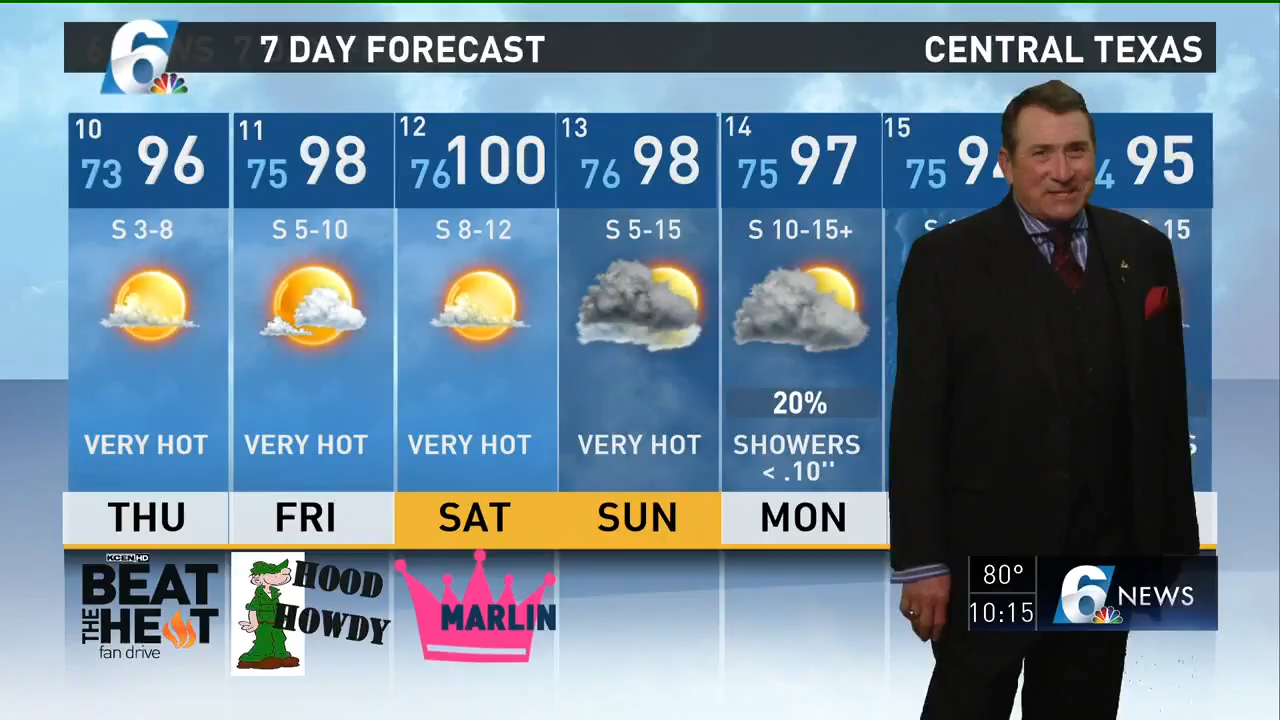 6 7 DAY FORECAST CENTRAL TEXAS
10 11 12 13 14 15
73 96 75 98 76 100 76 98 75 97 75 95
S 3-8 S 5-10 S 8-12 S 5-15 S 10-15+
20%
VERY HOT VERY HOT VERY HOT VERY HOT SHOWERS
< .10"
THU FRI SAT SUN MON
KCEN HD
BEAT
THE HEAT
fan drive
HOOD
HOWDY
MARLIN
80°
10:15
6 NEWS